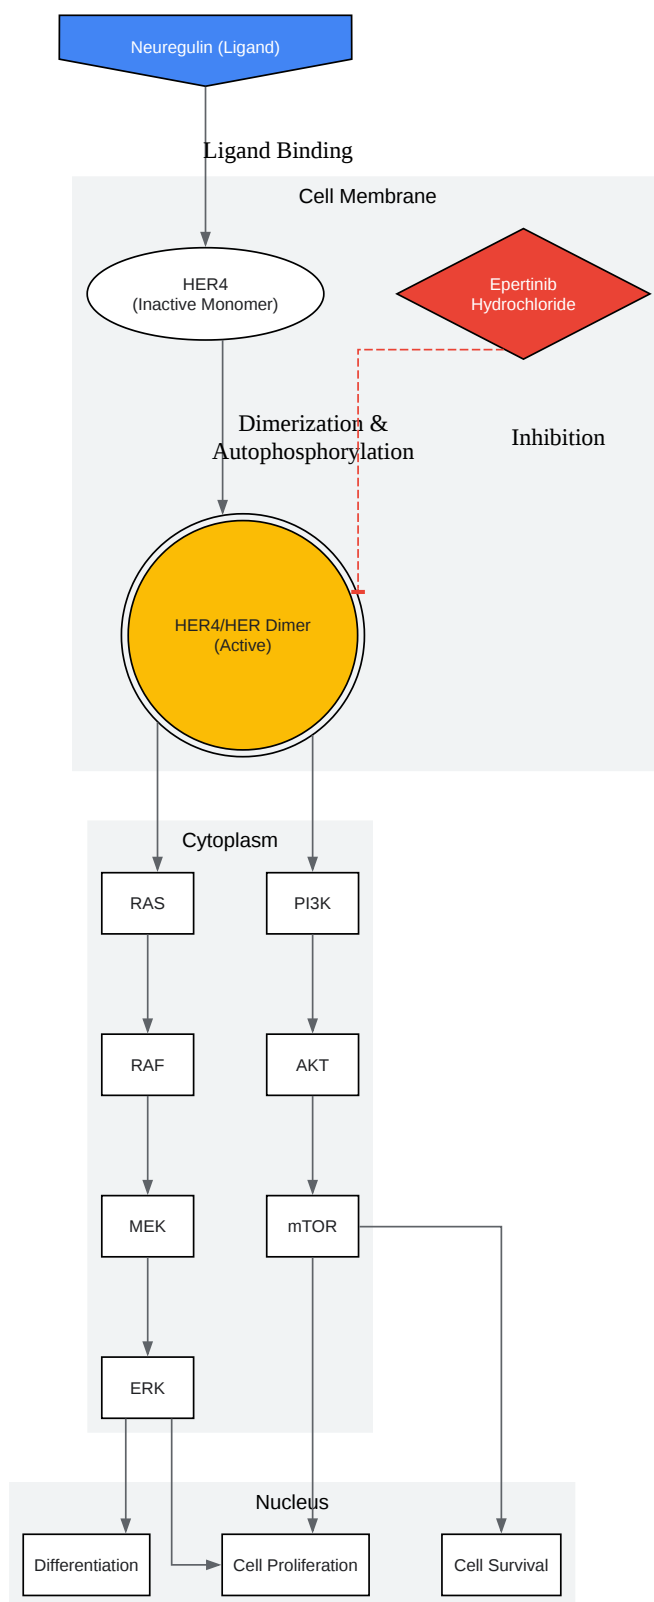 Neuregulin (Ligand)
Ligand Binding
Cell Membrane
HER4
(Inactive Monomer)
Epertinib
Hydrochloride
Dimerization &
Autophosphorylation
Inhibition
HER4/HER Dimer
(Active)
Cytoplasm
RAS
PI3K
RAF
AKT
MEK
mTOR
ERK
Nucleus
Differentiation
Cell Proliferation
Cell Survival